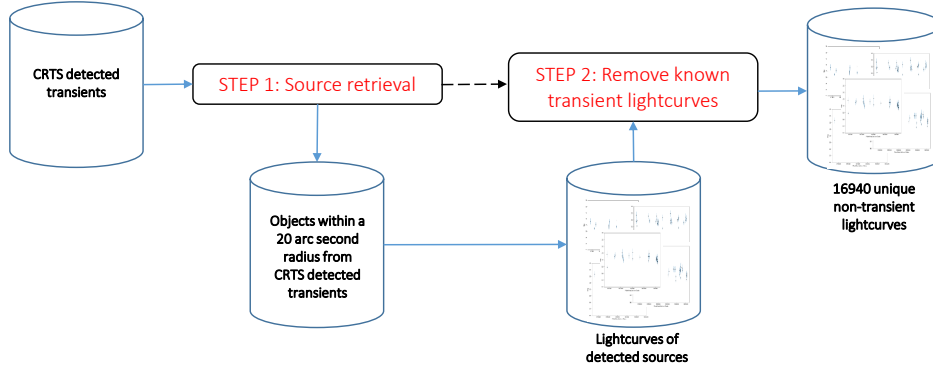 CRTS detected
transients
STEP 1: Source retrieval
STEP 2: Remove known
transient lightcurves
Objects within a
20 arc second
radius from
CRTS detected
transients
Lightcurves of
detected sources
16940 unique
non-transient
lightcurves